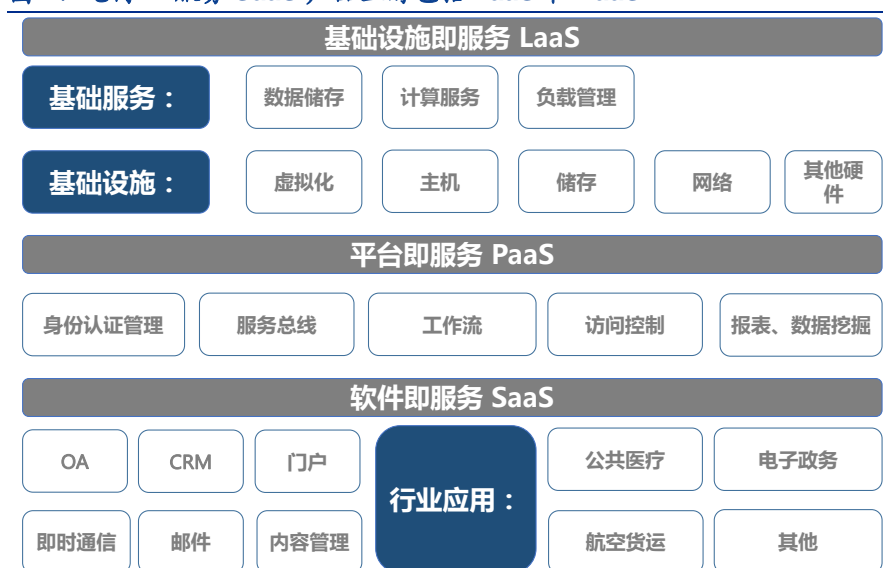 基础设施即服务 LaaS
基础服务：
数据储存
计算服务
负载管理
基础设施：
虚拟化
主机
储存
网络
其他硬
件
平台即服务 PaaS
身份认证管理
服务总线
工作流
访问控制
报表、数据挖掘
软件即服务 SaaS
OA
CRM
门户
行业应用：
公共医疗
电子政务
即时通信
邮件
内容管理
航空货运
其他